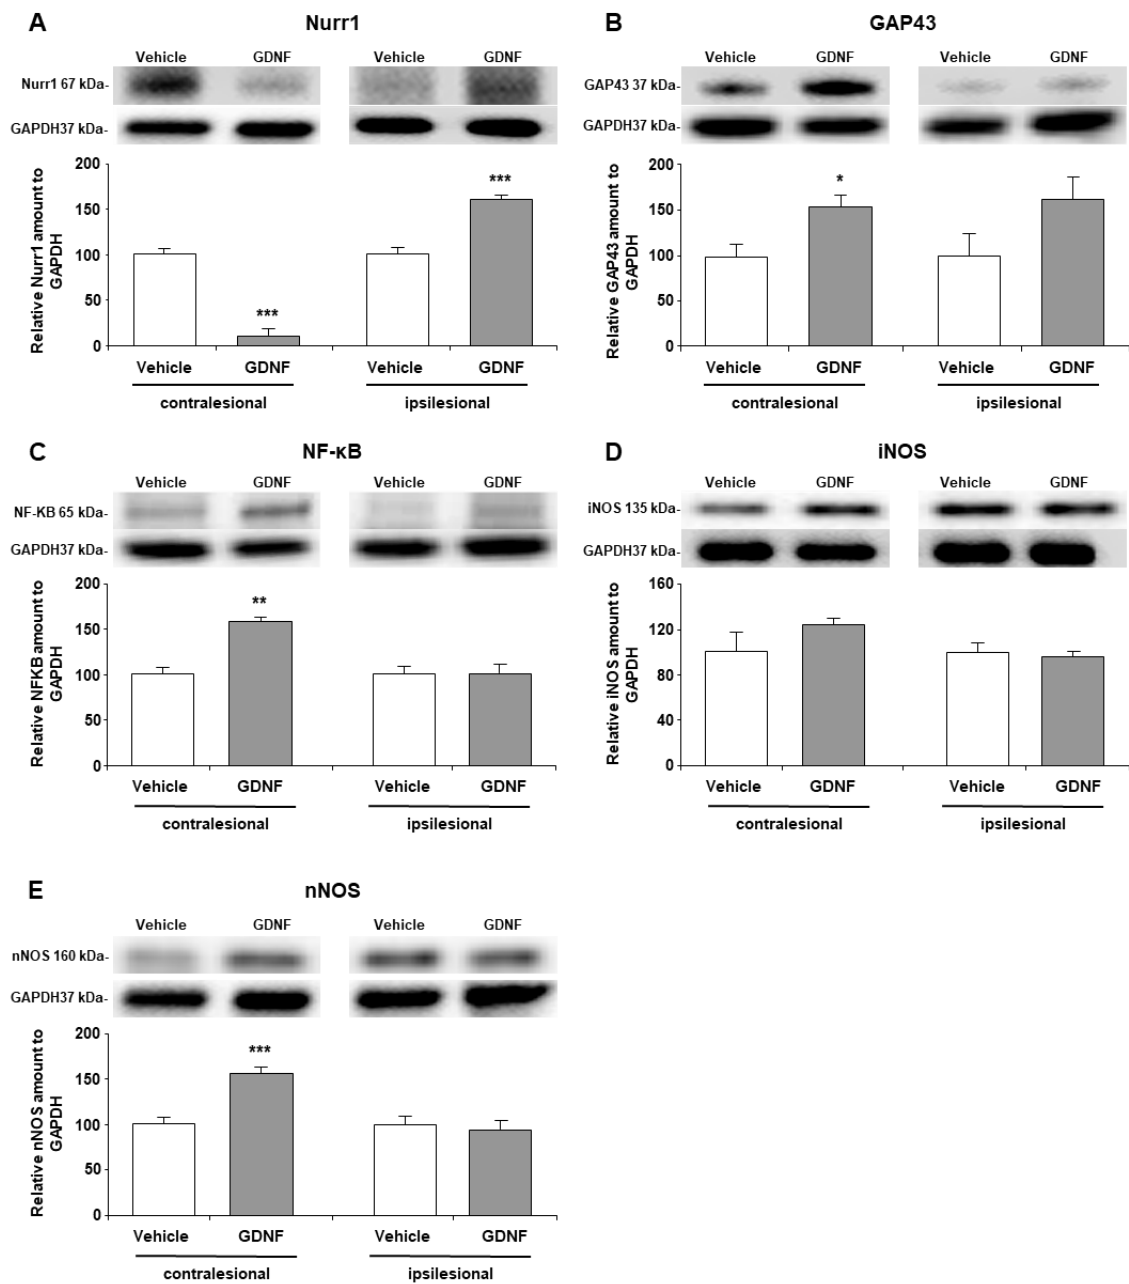 A Nurr1
Vehicle GDNF Vehicle GDNF
Nurr1 67 kDa-
GAPDH37 kDa-
Relative Nurr1 amount to
GAPDH
200
150
100
50
0
***
***
Vehicle GDNF Vehicle GDNF
contralesional ipsilesional
B GAP43
Vehicle GDNF Vehicle GDNF
GAP43 37 kDa-
GAPDH37 kDa-
Relative GAP43 amount to
GAPDH
200
150
100
50
0
*
Vehicle GDNF Vehicle GDNF
contralesional ipsilesional
C NF-κB
Vehicle GDNF Vehicle GDNF
NF-KB 65 kDa-
GAPDH37 kDa-
Relative NFKB amount to
GAPDH
200
150
100
50
0
**
Vehicle GDNF Vehicle GDNF
contralesional ipsilesional
D iNOS
Vehicle GDNF Vehicle GDNF
iNOS 135 kDa-
GAPDH37 kDa-
Relative iNOS amount to
GAPDH
160
120
80
40
0
Vehicle GDNF Vehicle GDNF
contralesional ipsilesional
E nNOS
Vehicle GDNF Vehicle GDNF
nNOS 160 kDa-
GAPDH37 kDa-
Relative nNOS amount to
GAPDH
200
150
100
50
0
***
Vehicle GDNF Vehicle GDNF
contralesional ipsilesional